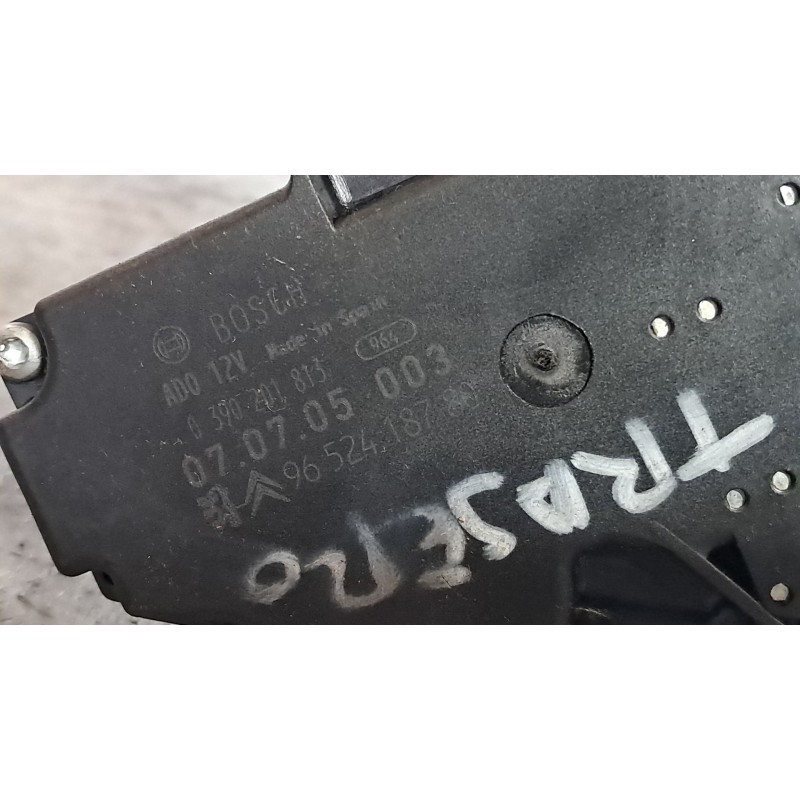 BOSCH
ADO 12V Made in Spain 964
0 390 201 813
07.07.05 003
96 524 187 80
TRASERO